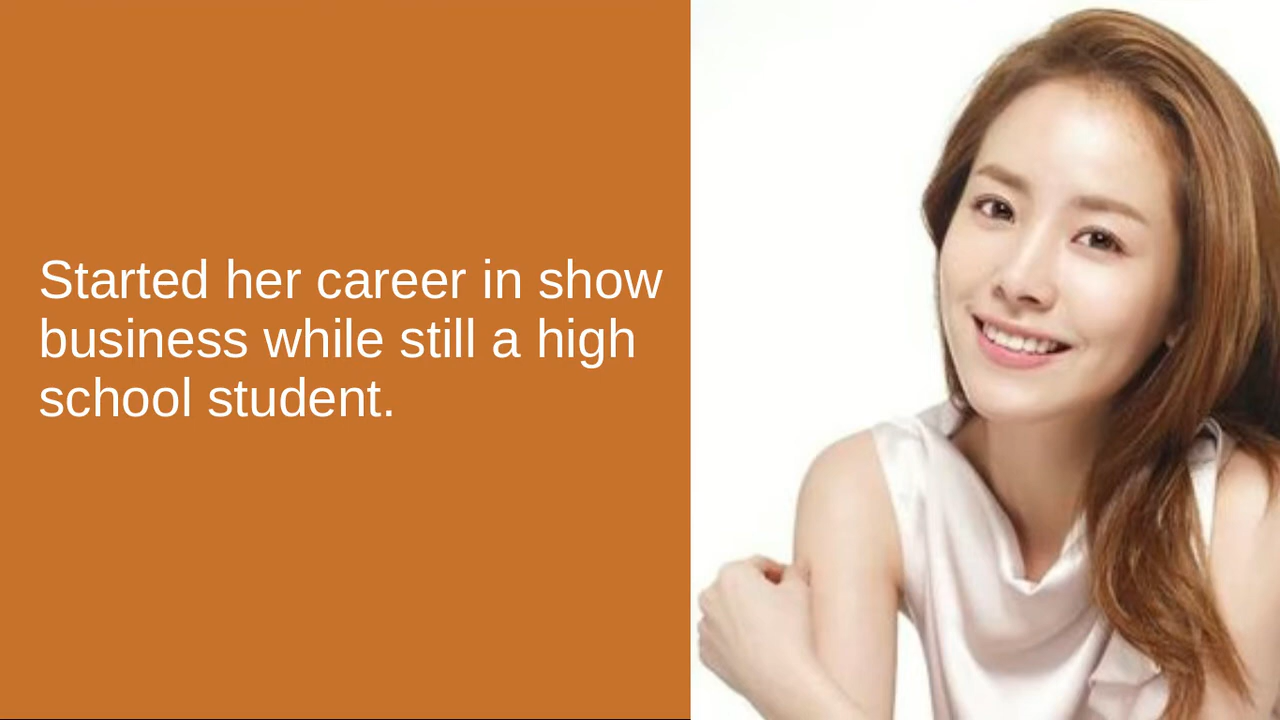 Started her career in show
business while still a high
school student.